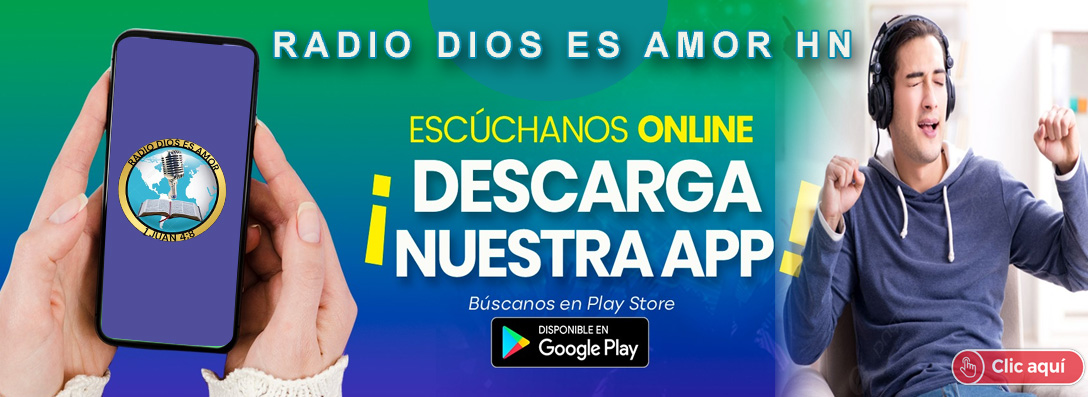 RADIO DIOS ES AMOR HN
ESCÚCHANOS ONLINE
¡DESCARGA
NUESTRA APP!
Búscanos en Play Store
DISPONIBLE EN
Google Play
RADIO DIOS ES AMOR
1 JUAN 4:8
Clic aquí